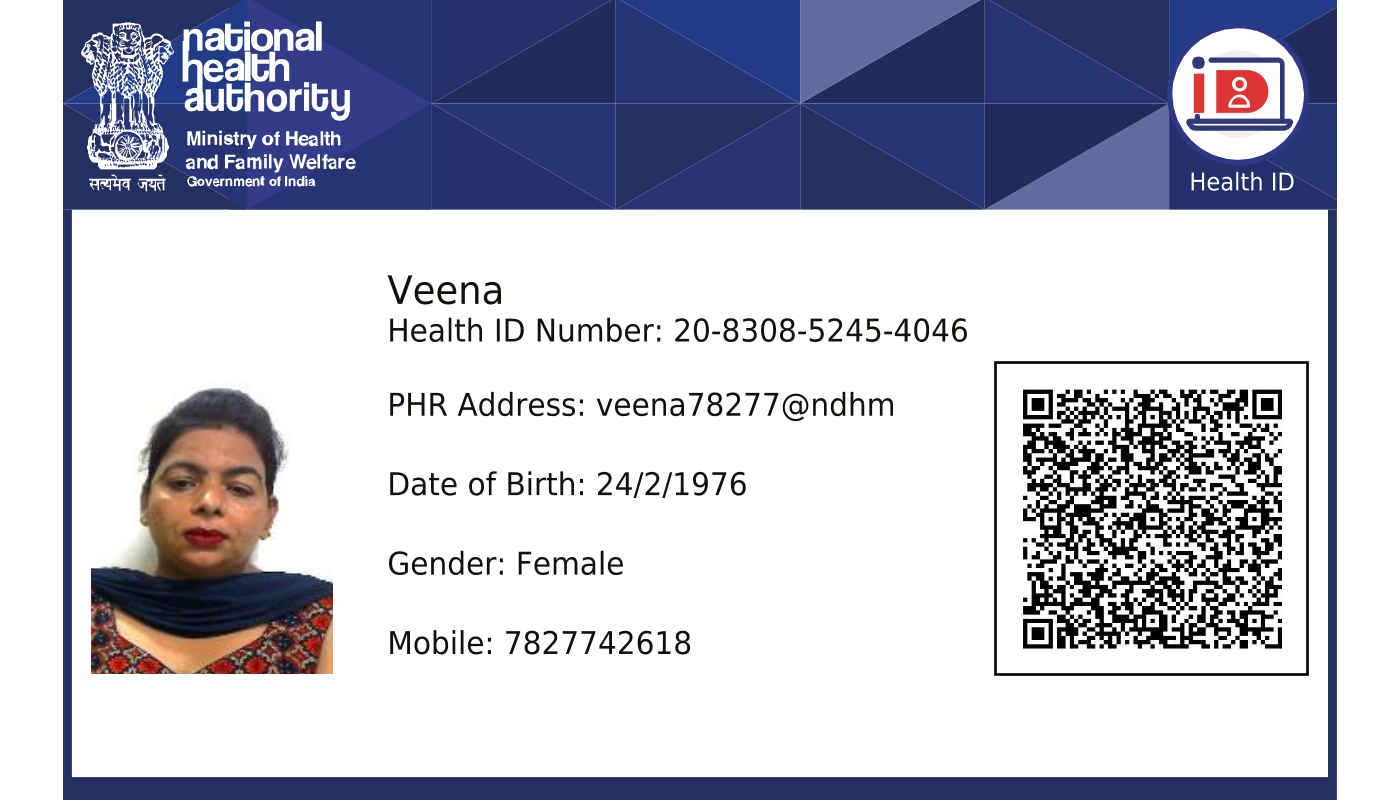 national
health
authority
Ministry of Health
and Family Welfare
Government of India
सत्यमेव जयते
Health ID
Veena
Health ID Number: 20-8308-5245-4046
PHR Address: veena78277@ndhm
Date of Birth: 24/2/1976
Gender: Female
Mobile: 7827742618